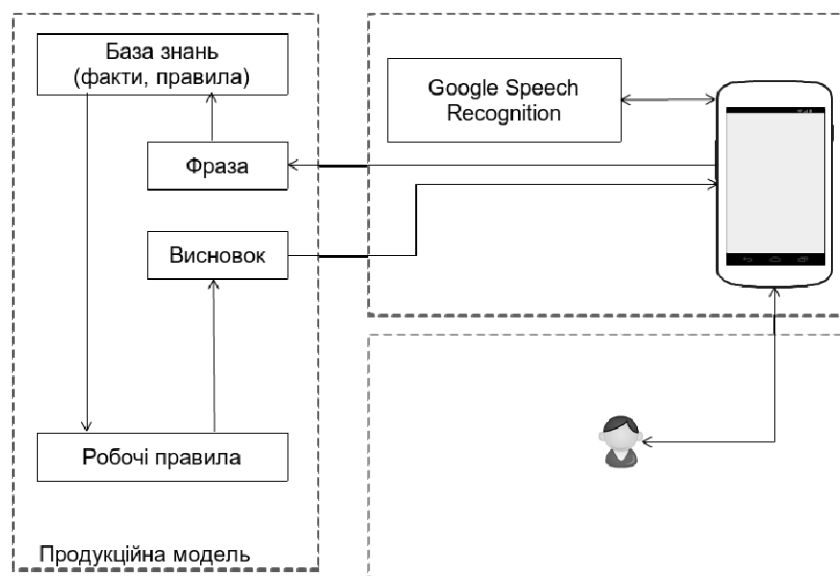 База знань
(факти, правила)
Фраза
Висновок
Робочі правила
Продукційна модель
Google Speech
Recognition